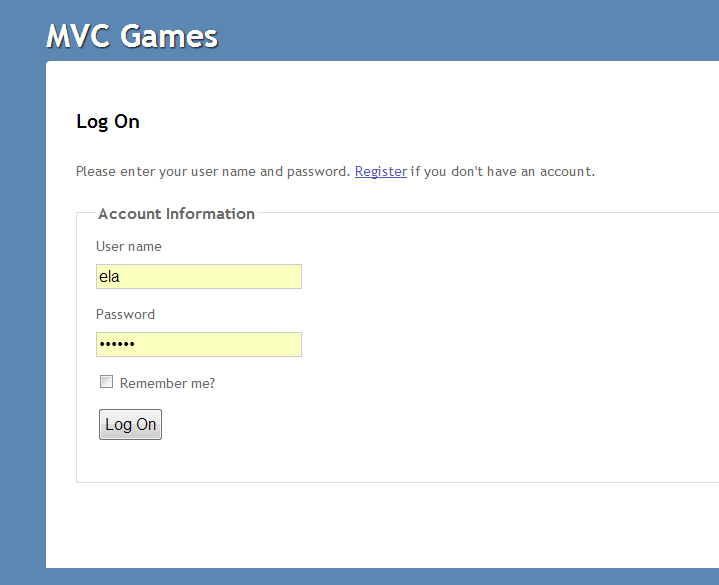 MVC Games
Log On
Please enter your user name and password. Register if you don't have an account.
Account Information
User name
ela
Password
••••••
Remember me?
Log On